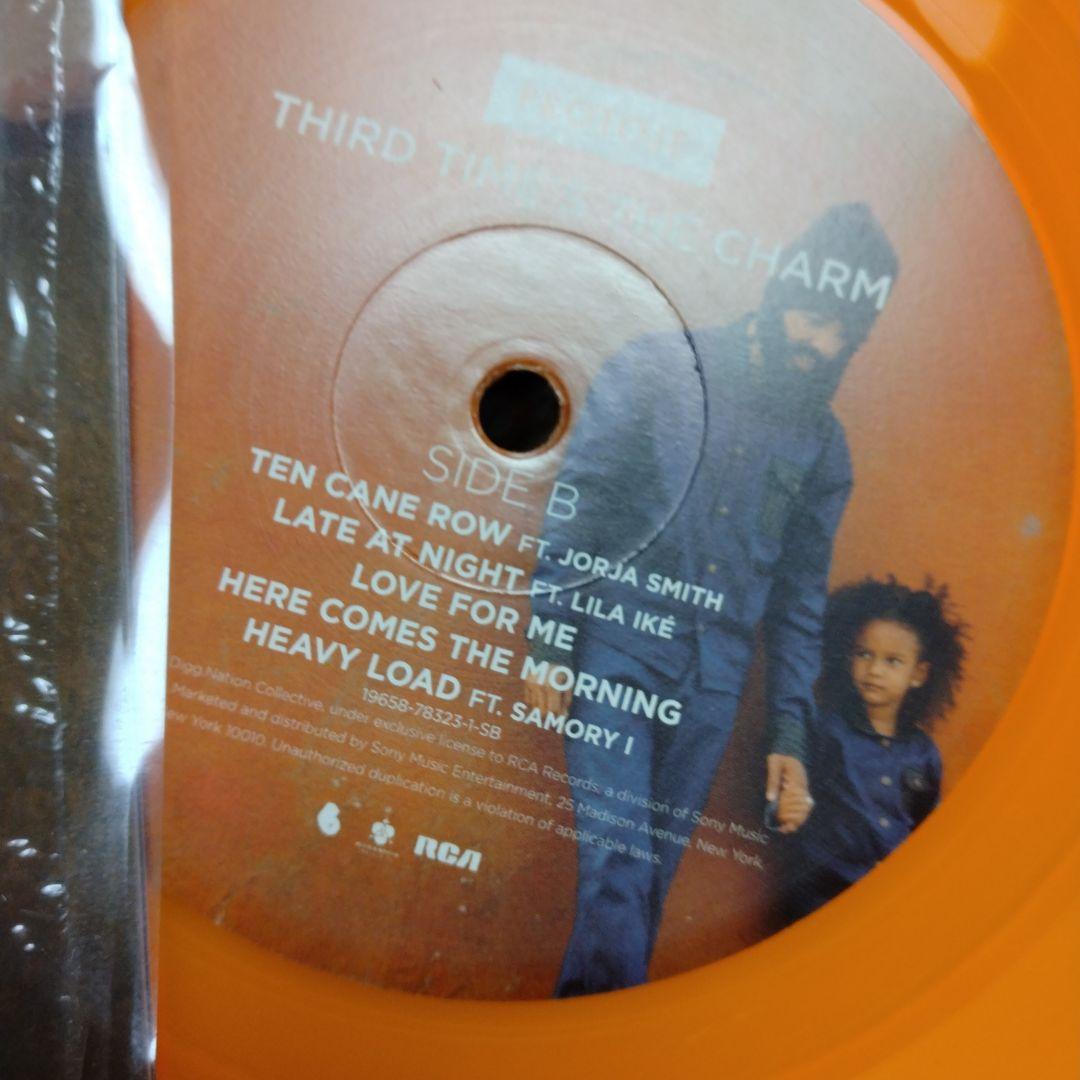 THIRD TIME'S THE CHARM
SIDE B
TEN CANE ROW FT. JORJA SMITH
LATE AT NIGHT FT. LILA IKÉ
LOVE FOR ME
HERE COMES THE MORNING
HEAVY LOAD FT. SAMORY I
19658-78323-1-SB
Digg Nation Collective, under exclusive license to RCA Records, a division of Sony Music
Marketed and distributed by Sony Music Entertainment, 25 Madison Avenue, New York,
New York 10010. Unauthorized duplication is a violation of applicable laws.
RCA